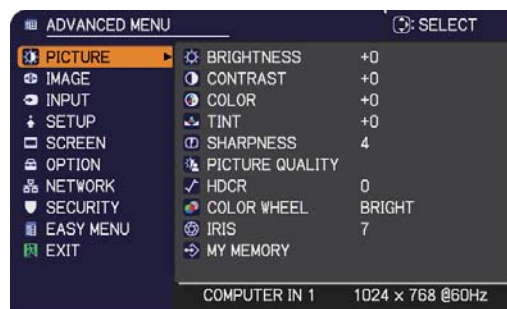 ADVANCED MENU : SELECT
PICTURE BRIGHTNESS +0
IMAGE CONTRAST +0
INPUT COLOR +0
SETUP TINT +0
SCREEN SHARPNESS 4
OPTION PICTURE QUALITY
NETWORK HDCR 0
SECURITY COLOR WHEEL BRIGHT
EASY MENU IRIS 7
EXIT MY MEMORY
COMPUTER IN 1 1024 × 768 @60Hz